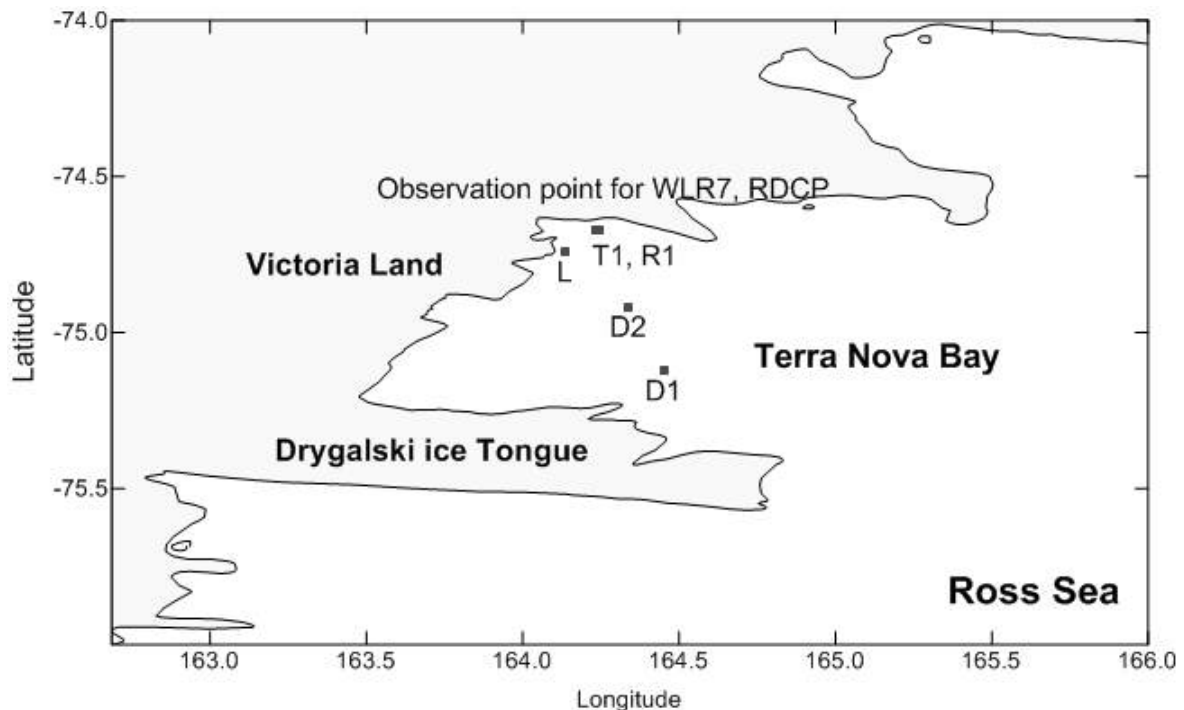 -74.0
Observation point for WLR7, RDCP
-74.5
T1, R1
Victoria Land
L
D2
Latitude
-75.0
Terra Nova Bay
D1
Drygalski ice Tongue
-75.5
Ross Sea
163.0 163.5 164.0 164.5 165.0 165.5 166.0
Longitude